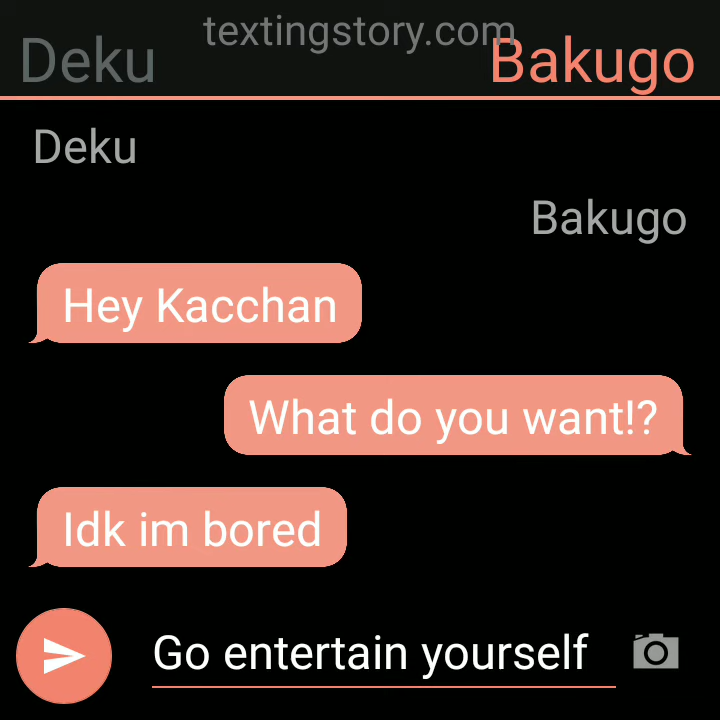 textingstory.com
Deku Bakugo
Deku
Bakugo
Hey Kacchan
What do you want!?
Idk im bored
Go entertain yourself